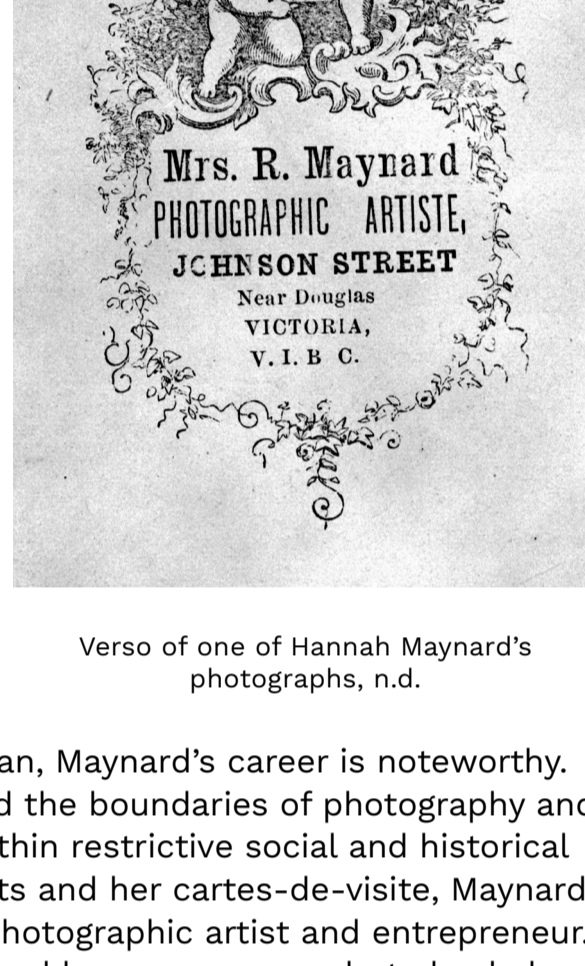 Mrs. R. Maynard
PHOTOGRAPHIC ARTISTE,
JOHNSON STREET
Near Douglas
VICTORIA,
V. I. B C.
Verso of one of Hannah Maynard’s
photographs, n.d.
an, Maynard’s career is noteworthy.
d the boundaries of photography and
thin restrictive social and historical
ts and her cartes-de-visite, Maynard
hotographic artist and entrepreneur.